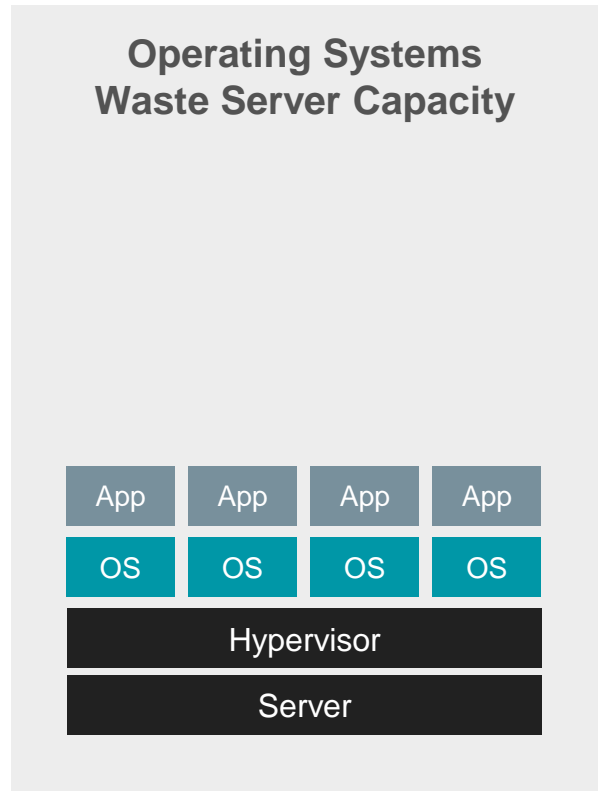 Operating Systems
Waste Server Capacity
App App App App
OS OS OS OS
Hypervisor
Server